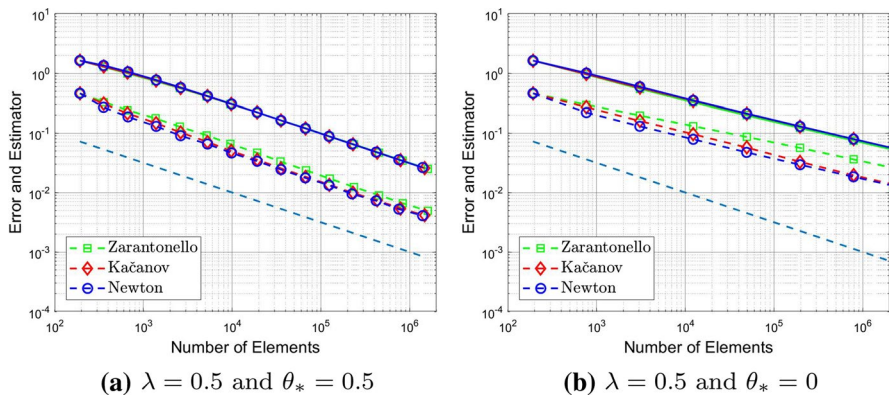 10^1
10^0
10^-1
10^-2
10^-3
10^-4
Error and Estimator
Zarantonello
Kačanov
Newton
10^2
10^3
10^4
10^5
10^6
Number of Elements
(a) λ = 0.5 and θ_* = 0.5
10^1
10^0
10^-1
10^-2
10^-3
10^-4
Error and Estimator
Zarantonello
Kačanov
Newton
10^2
10^3
10^4
10^5
10^6
Number of Elements
(b) λ = 0.5 and θ_* = 0